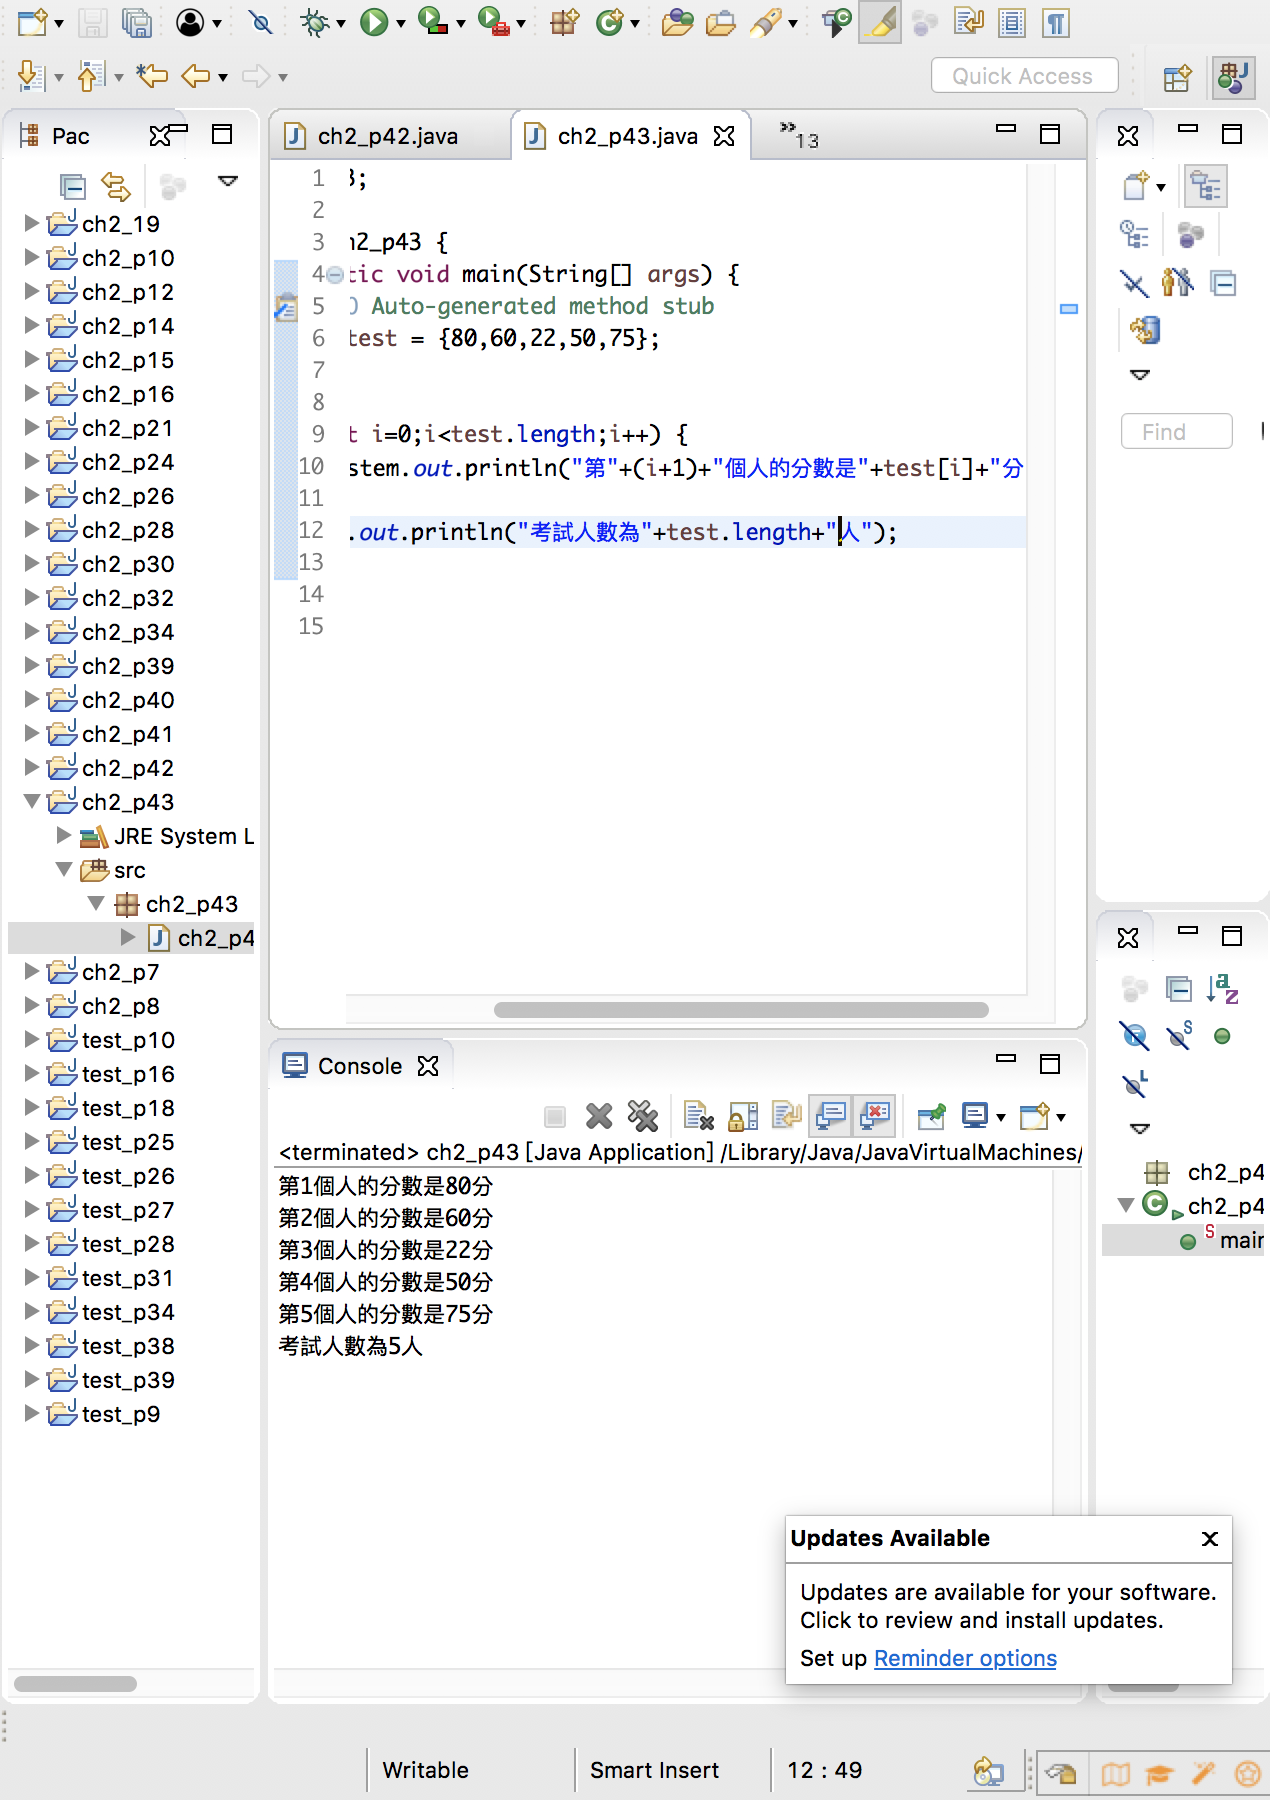 Quick Access
Pac
ch2_19
ch2_p10
ch2_p12
ch2_p14
ch2_p15
ch2_p16
ch2_p21
ch2_p24
ch2_p26
ch2_p28
ch2_p30
ch2_p32
ch2_p34
ch2_p39
ch2_p40
ch2_p41
ch2_p42
ch2_p43
JRE System L
src
ch2_p43
ch2_p4
ch2_p7
ch2_p8
test_p10
test_p16
test_p18
test_p25
test_p26
test_p27
test_p28
test_p31
test_p34
test_p38
test_p39
test_p9
ch2_p42.java
ch2_p43.java
»13
1 3;
2
3 h2_p43 {
4 tic void main(String[] args) {
5 O Auto-generated method stub
6 test = {80,60,22,50,75};
7
8
9 t i=0;i<test.length;i++) {
10 stem.out.println("第"+(i+1)+"個人的分數是"+test[i]+"分
11
12 .out.println("考試人數為"+test.length+"人");
13
14
15
Console
<terminated> ch2_p43 [Java Application] /Library/Java/JavaVirtualMachines/
第1個人的分數是80分
第2個人的分數是60分
第3個人的分數是22分
第4個人的分數是50分
第5個人的分數是75分
考試人數為5人
Find
ch2_p4
ch2_p4
main
Updates Available
Updates are available for your software.
Click to review and install updates.
Set up Reminder options
Writable
Smart Insert
12 : 49